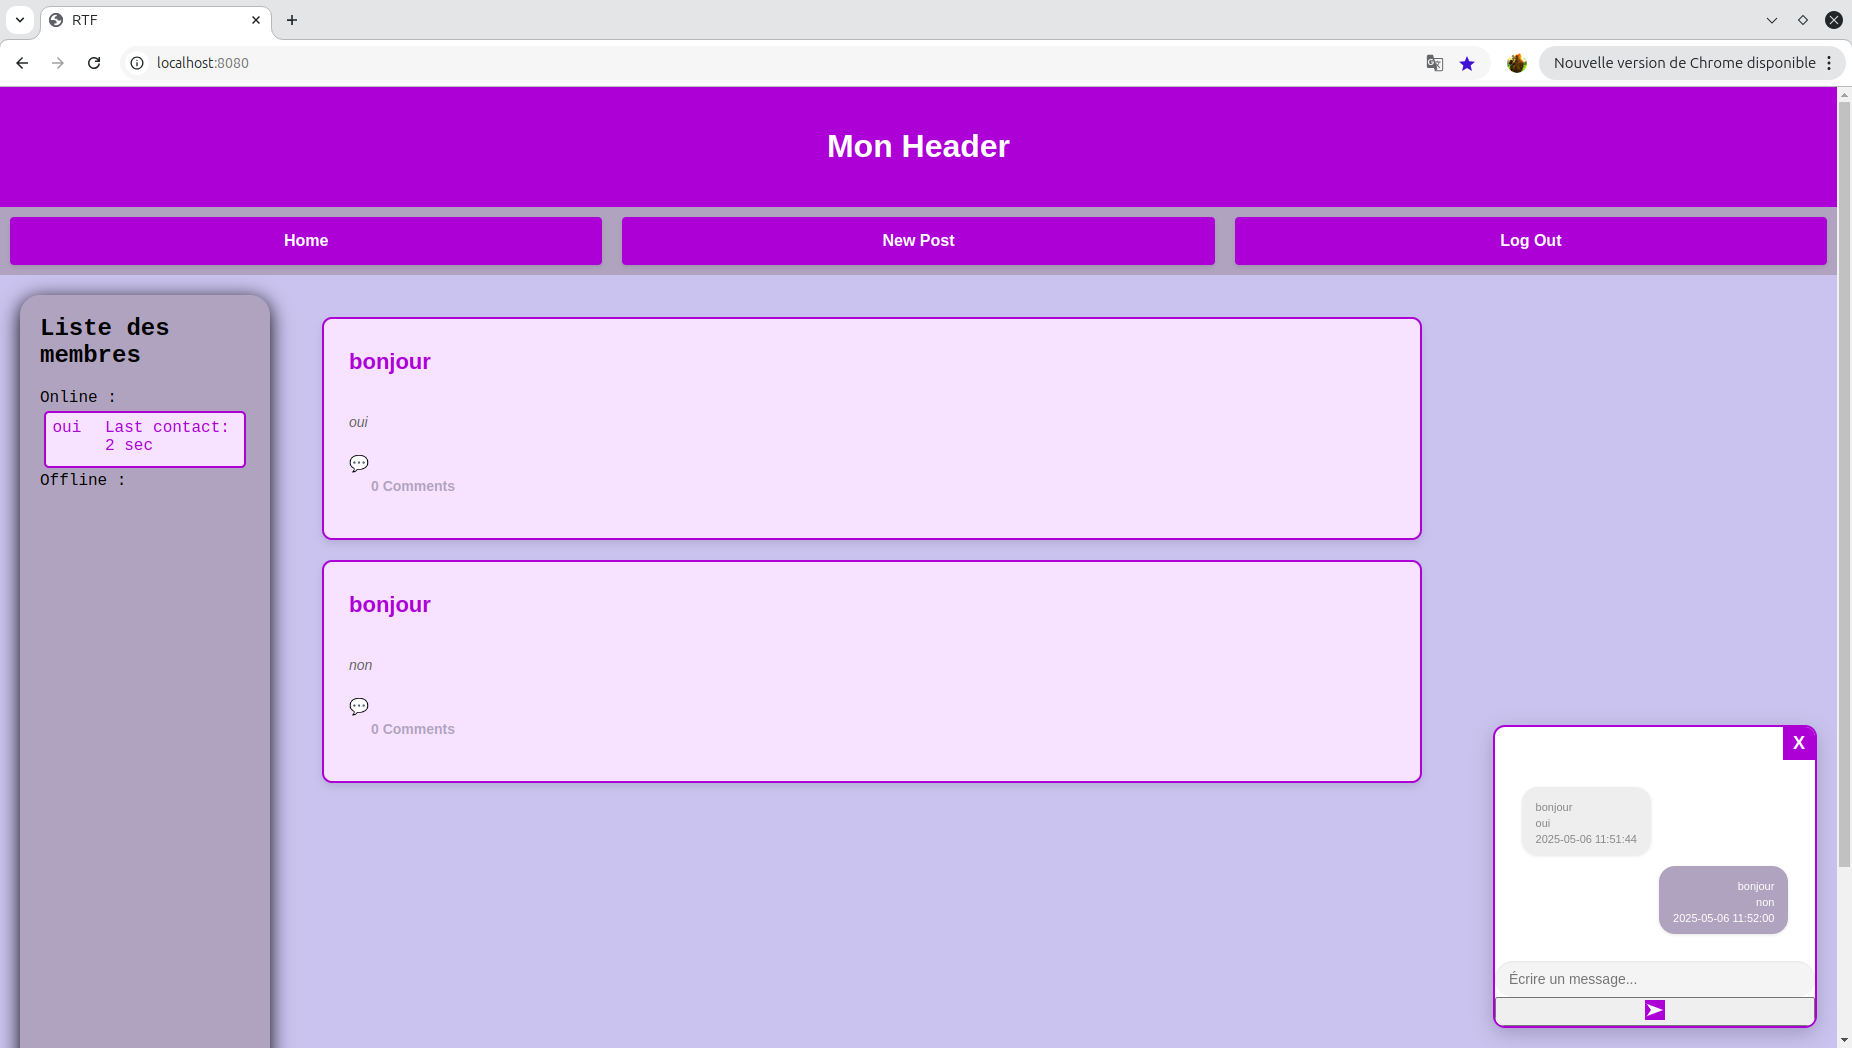 RTF
localhost:8080
Nouvelle version de Chrome disponible
Mon Header
Home
New Post
Log Out
Liste des
membres
Online :
oui Last contact:
2 sec
Offline :
bonjour
oui
0 Comments
bonjour
non
0 Comments
X
bonjour
oui
2025-05-06 11:51:44
bonjour
non
2025-05-06 11:52:00
Écrire un message...